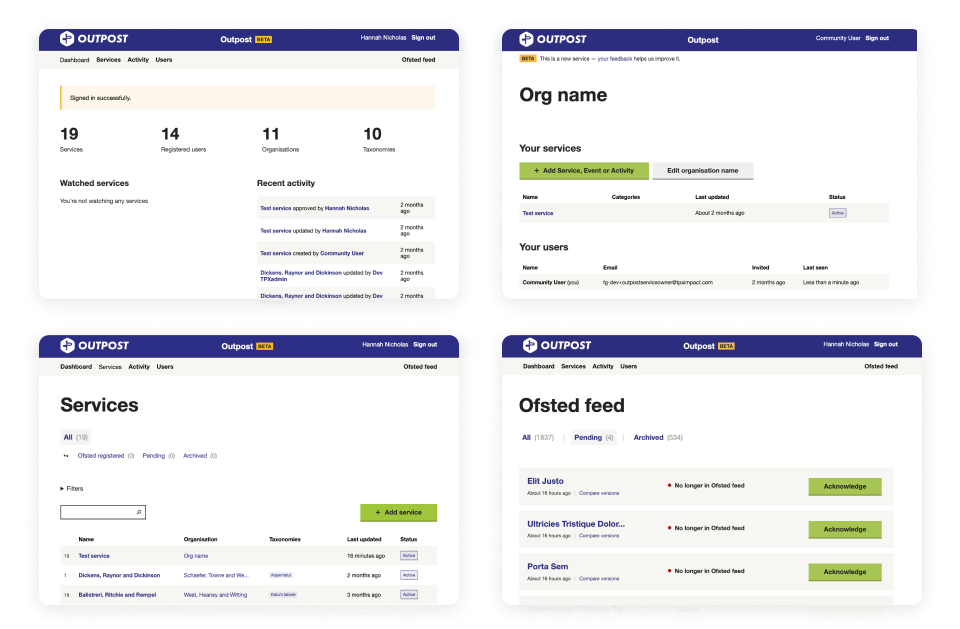 OUTPOST
Outpost BETA
Hannah Nicholas Sign out
Dashboard Services Activity Users
Ofsted feed
Signed in successfully.
19 14 11 10
Services Registered users Organisations Taxonomies
Watched services
You're not watching any services
Recent activity
Test service approved by Hannah Nicholas 2 months ago
Test service updated by Hannah Nicholas 2 months ago
Test service created by Community User 2 months ago
Dickens, Raynor and Dickinson updated by Dev TPXadmin 2 months ago
Dickens, Raynor and Dickinson updated by Dev 2 months
OUTPOST
Outpost
Community User Sign out
BETA This is a new service — your feedback helps us improve it.
Org name
Your services
+ Add Service, Event or Activity
Edit organisation name
Name Categories Last updated Status
Test service About 2 months ago Active
Your users
Name Email Invited Last seen
Community User (you) fg-dev+outpostserviceowner@tpximpact.com 2 months ago Less than a minute ago
OUTPOST
Outpost BETA
Hannah Nicholas Sign out
Dashboard Services Activity Users
Ofsted feed
Services
All (19)
Ofsted registered (0) Pending (0) Archived (0)
Filters
+ Add service
Name Organisation Taxonomies Last updated Status
19 Test service Org name 16 minutes ago Active
1 Dickens, Raynor and Dickinson Schaefer, Towne and We... Aspernatur 2 months ago Active
18 Balistreri, Ritchie and Rempel West, Heaney and Witting 3 months ago Active
OUTPOST
Outpost BETA
Hannah Nicholas Sign out
Dashboard Services Activity Users
Ofsted feed
Ofsted feed
All (1837) | Pending (4) | Archived (534)
Elit Justo
About 16 hours ago | Compare versions
No longer in Ofsted feed
Acknowledge
Ultricies Tristique Dolor...
About 16 hours ago | Compare versions
No longer in Ofsted feed
Acknowledge
Porta Sem
About 16 hours ago | Compare versions
No longer in Ofsted feed
Acknowledge